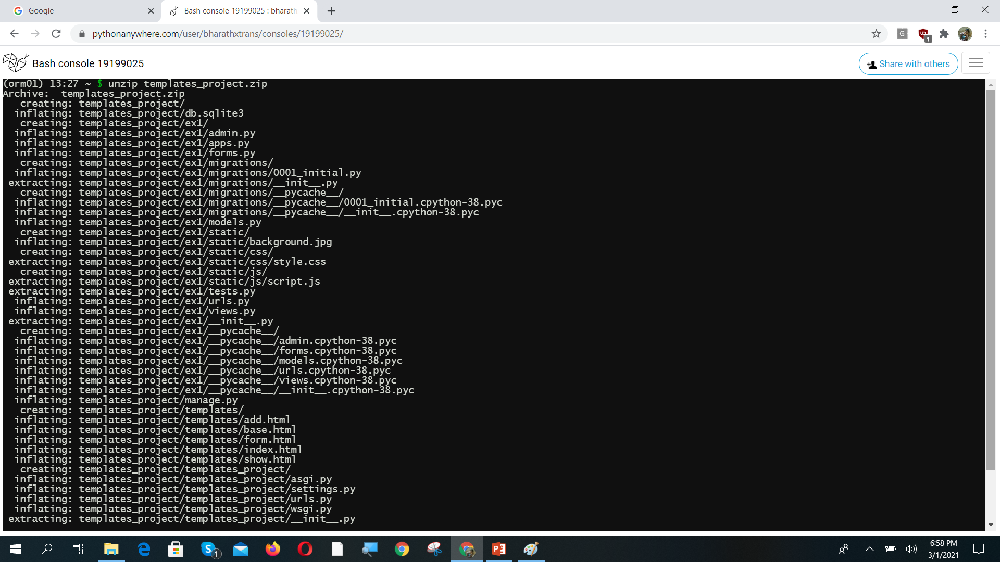 Google
Bash console 19199025 : bharath
pythonanywhere.com/user/bharathxtrans/consoles/19199025/
G
1
Bash console 19199025
Share with others
(orm01) 13:27 ~ $ unzip templates_project.zip
Archive:  templates_project.zip
creating: templates_project/
inflating: templates_project/db.sqlite3
creating: templates_project/ex1/
inflating: templates_project/ex1/admin.py
inflating: templates_project/ex1/apps.py
inflating: templates_project/ex1/forms.py
creating: templates_project/ex1/migrations/
inflating: templates_project/ex1/migrations/0001_initial.py
extracting: templates_project/ex1/migrations/__init__.py
creating: templates_project/ex1/migrations/__pycache__/
inflating: templates_project/ex1/migrations/__pycache__/0001_initial.cpython-38.pyc
inflating: templates_project/ex1/migrations/__pycache__/__init__.cpython-38.pyc
inflating: templates_project/ex1/models.py
creating: templates_project/ex1/static/
inflating: templates_project/ex1/static/background.jpg
creating: templates_project/ex1/static/css/
extracting: templates_project/ex1/static/css/style.css
creating: templates_project/ex1/static/js/
extracting: templates_project/ex1/static/js/script.js
extracting: templates_project/ex1/tests.py
inflating: templates_project/ex1/urls.py
inflating: templates_project/ex1/views.py
extracting: templates_project/ex1/__init__.py
creating: templates_project/ex1/__pycache__/
inflating: templates_project/ex1/__pycache__/admin.cpython-38.pyc
inflating: templates_project/ex1/__pycache__/forms.cpython-38.pyc
inflating: templates_project/ex1/__pycache__/models.cpython-38.pyc
inflating: templates_project/ex1/__pycache__/urls.cpython-38.pyc
inflating: templates_project/ex1/__pycache__/views.cpython-38.pyc
inflating: templates_project/ex1/__pycache__/__init__.cpython-38.pyc
inflating: templates_project/manage.py
creating: templates_project/templates/
inflating: templates_project/templates/add.html
inflating: templates_project/templates/base.html
inflating: templates_project/templates/form.html
inflating: templates_project/templates/index.html
inflating: templates_project/templates/show.html
creating: templates_project/templates_project/
inflating: templates_project/templates_project/asgi.py
inflating: templates_project/templates_project/settings.py
inflating: templates_project/templates_project/urls.py
inflating: templates_project/templates_project/wsgi.py
extracting: templates_project/templates_project/__init__.py
1
6:58 PM
3/1/2021